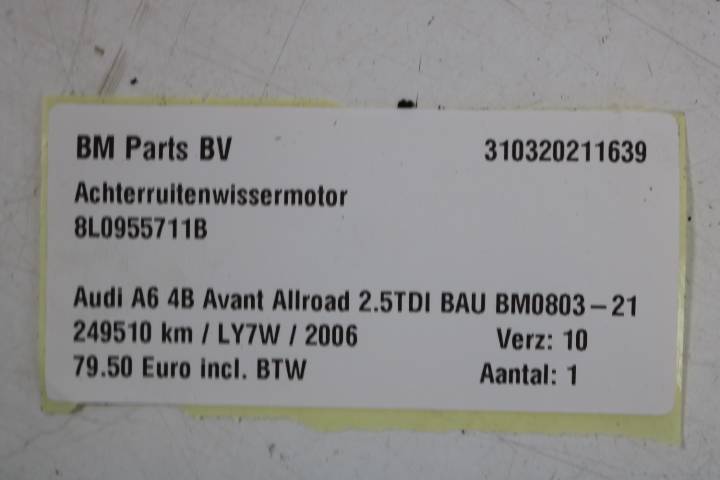 BM Parts BV 310320211639
Achterruitenwissermotor
8L0955711B
Audi A6 4B Avant Allroad 2.5TDI BAU BM0803-21
249510 km / LY7W / 2006 Verz: 10
79.50 Euro incl. BTW Aantal: 1